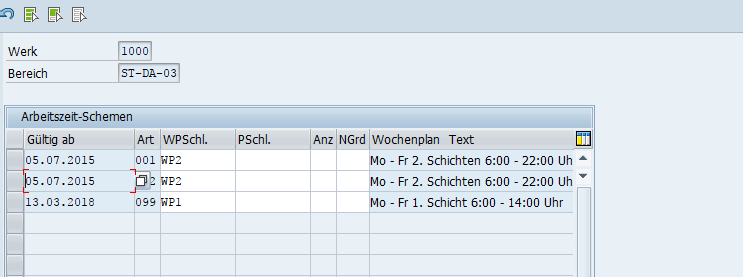 Werk 1000
Bereich ST-DA-03
Arbeitszeit-Schemen
Gültig ab Art WPSchl. PSchl. Anz NGrd Wochenplan Text
05.07.2015 001 WP2 Mo - Fr 2. Schichten 6:00 - 22:00 Uh
05.07.2015 2 WP2 Mo - Fr 2. Schichten 6:00 - 22:00 Uh
13.03.2018 099 WP1 Mo - Fr 1. Schicht 6:00 - 14:00 Uhr